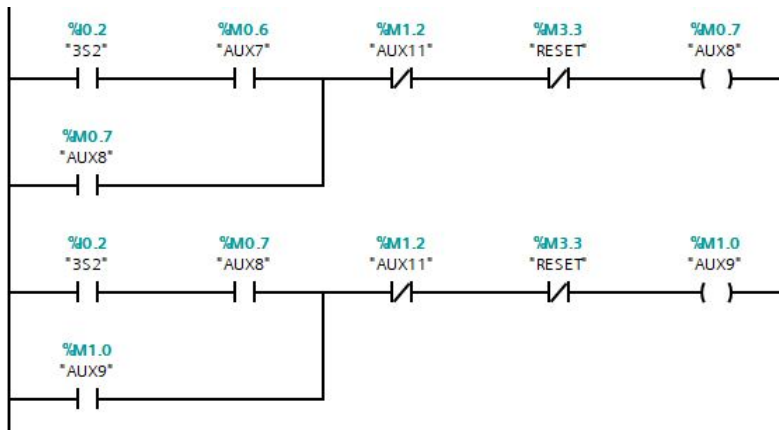 %I0.2 %M0.6 %M1.2 %M3.3 %M0.7
"3S2" "AUX7" "AUX11" "RESET" "AUX8"
%M0.7
"AUX8"
%I0.2 %M0.7 %M1.2 %M3.3 %M1.0
"3S2" "AUX8" "AUX11" "RESET" "AUX9"
%M1.0
"AUX9"